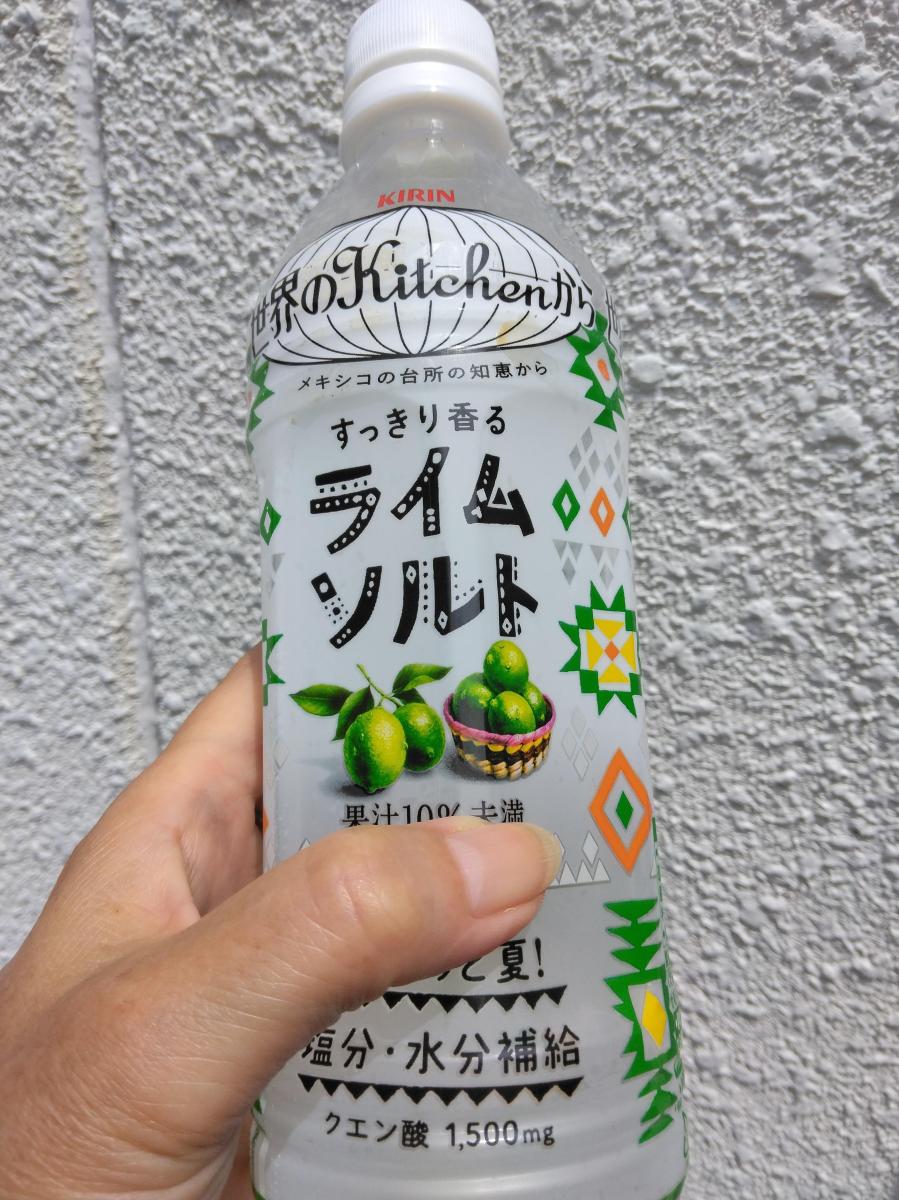 KIRIN
世界のKitchenから
メキシコの台所の知恵から
すっきり香る
ライム
ソルト
果汁10%未満
夏!
塩分・水分補給
クエン酸 1,500mg